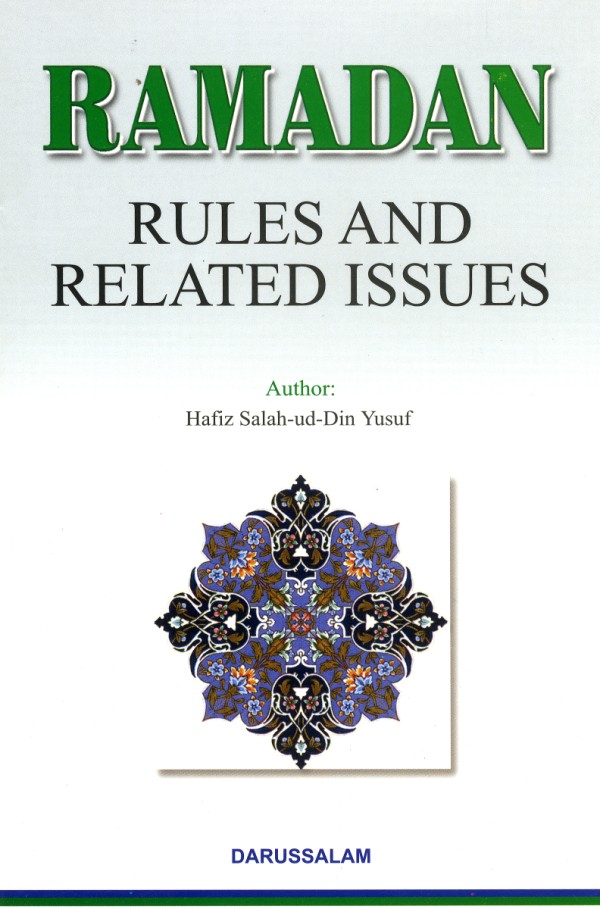 RAMADAN
RULES AND
RELATED ISSUES
Author:
Hafiz Salah-ud-Din Yusuf
DARUSSALAM